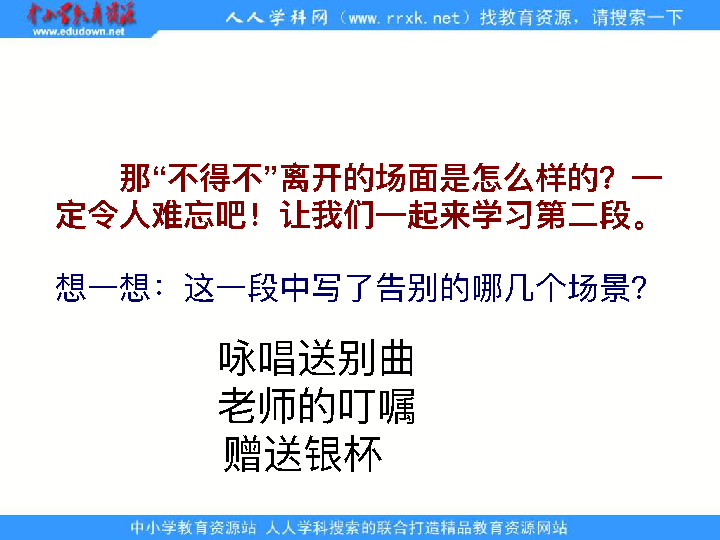 中小学教育资源
www.edudown.net
人人学科网（www.rrxk.net）找教育资源，请搜索一下
那“不得不”离开的场面是怎么样的？一
定令人难忘吧！让我们一起来学习第二段。
想一想：这一段中写了告别的哪几个场景？
咏唱送别曲
老师的叮嘱
赠送银杯
中小学教育资源站 人人学科搜索的联合打造精品教育资源网站